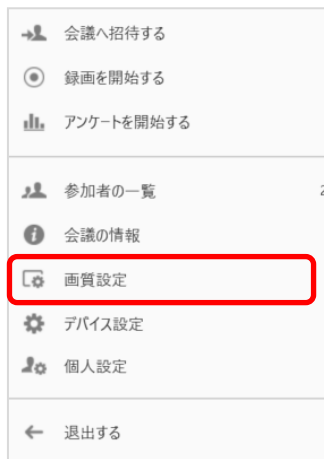 会議へ招待する
録画を開始する
アンケートを開始する
参加者の一覧 2
会議の情報
画質設定
デバイス設定
個人設定
退出する